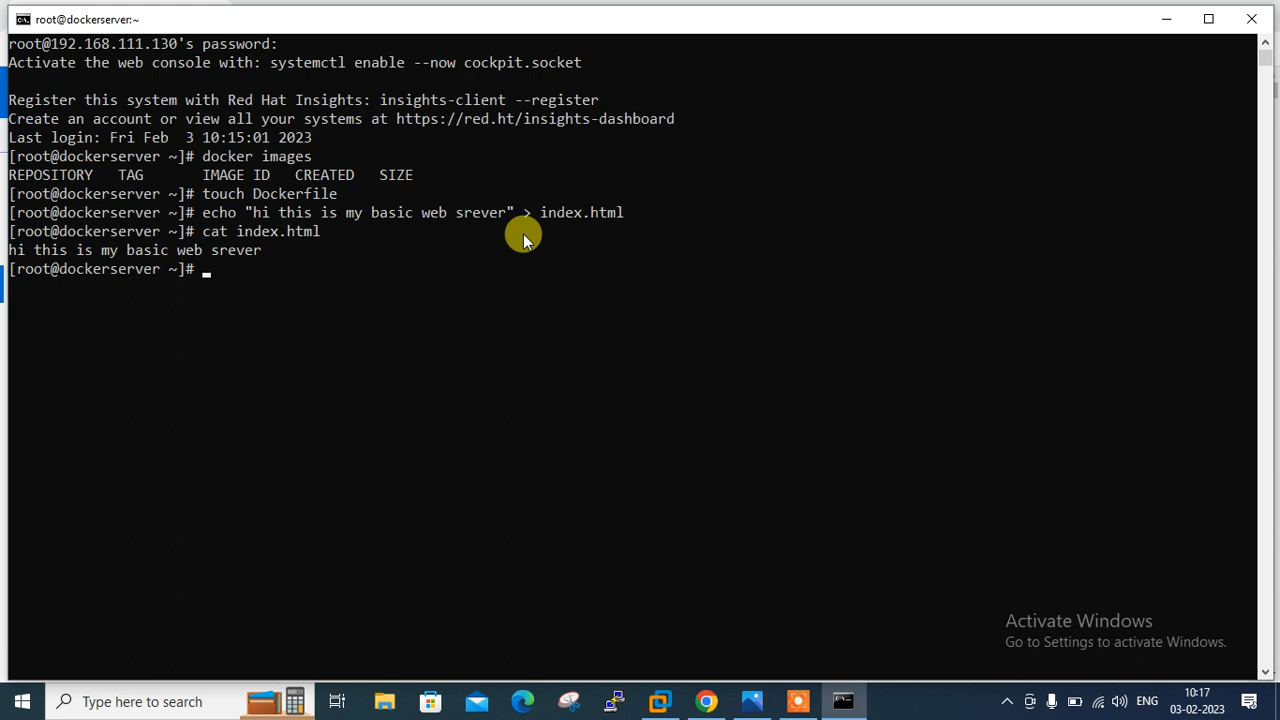 root@dockerserver:~
root@192.168.111.130's password:
Activate the web console with: systemctl enable --now cockpit.socket
Register this system with Red Hat Insights: insights-client --register
Create an account or view all your systems at https://red.ht/insights-dashboard
Last login: Fri Feb  3 10:15:01 2023
[root@dockerserver ~]# docker images
REPOSITORY   TAG       IMAGE ID   CREATED   SIZE
[root@dockerserver ~]# touch Dockerfile
[root@dockerserver ~]# echo "hi this is my basic web srever" > index.html
[root@dockerserver ~]# cat index.html
hi this is my basic web srever
[root@dockerserver ~]#
Activate Windows
Go to Settings to activate Windows.
Type here to search
ENG
10:17
03-02-2023